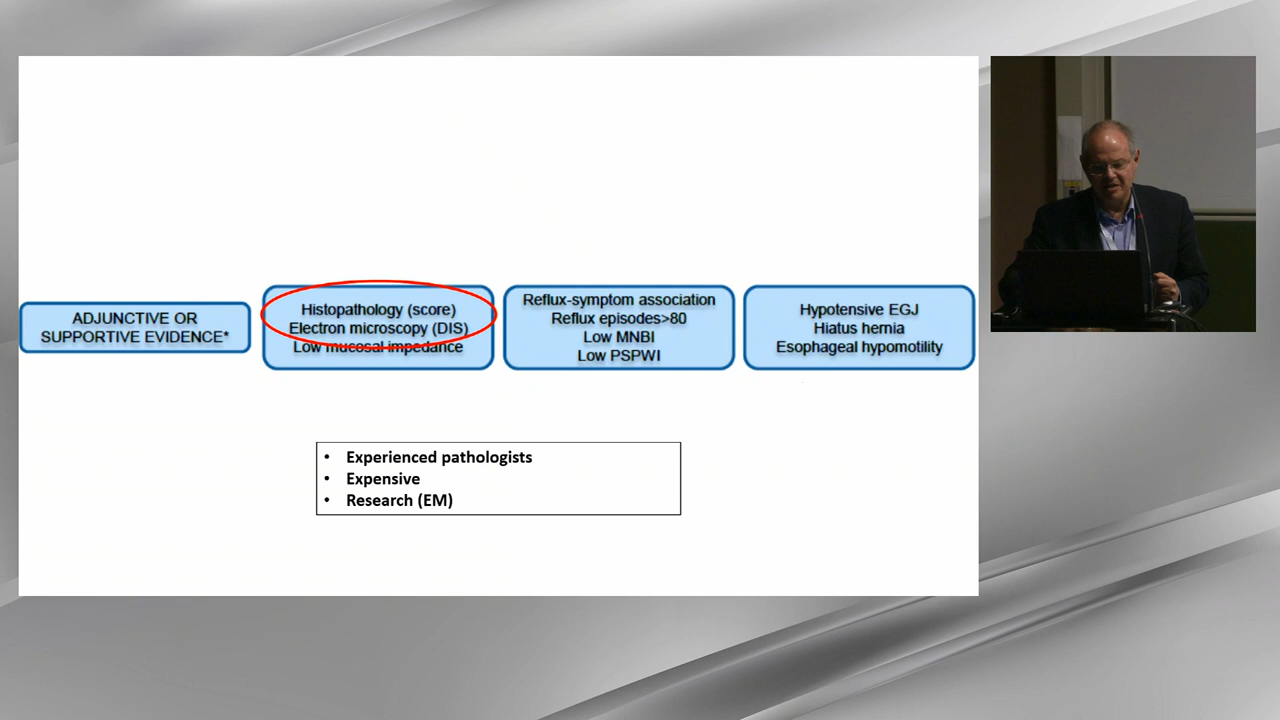 ADJUNCTIVE OR
SUPPORTIVE EVIDENCE*
Histopathology (score)
Electron microscopy (DIS)
Low mucosal impedance
Reflux-symptom association
Reflux episodes>80
Low MNBI
Low PSPWI
Hypotensive EGJ
Hiatus hernia
Esophageal hypomotility
• Experienced pathologists
• Expensive
• Research (EM)